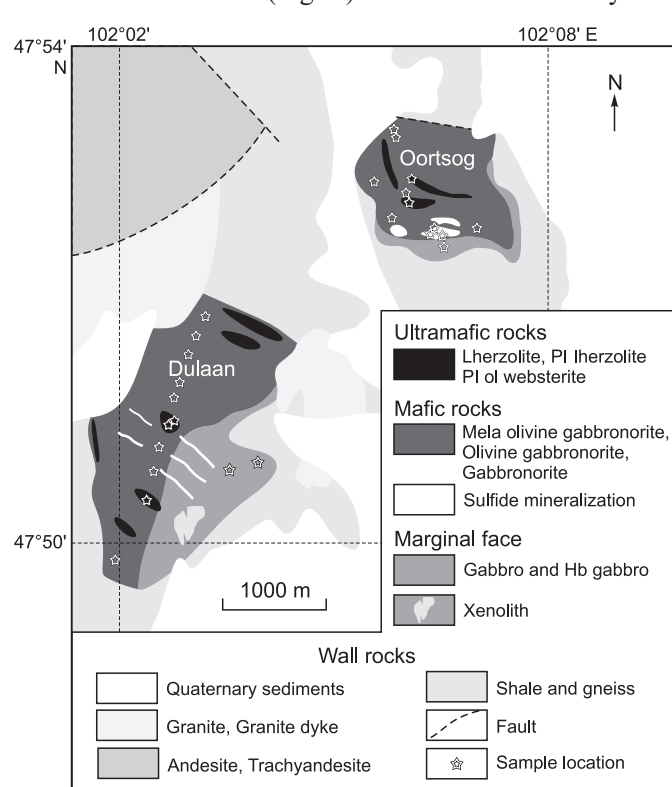 102°02' 102°08' E
47°54'
N
N
Oortsog
Dulaan
47°50'
1000 m
Ultramafic rocks
Lherzolite, Pl lherzolite
Pl ol websterite
Mafic rocks
Mela olivine gabbronorite,
Olivine gabbronorite,
Gabbronorite
Sulfide mineralization
Marginal face
Gabbro and Hb gabbro
Xenolith
Wall rocks
Quaternary sediments
Shale and gneiss
Granite, Granite dyke
Fault
Andesite, Trachyandesite
Sample location